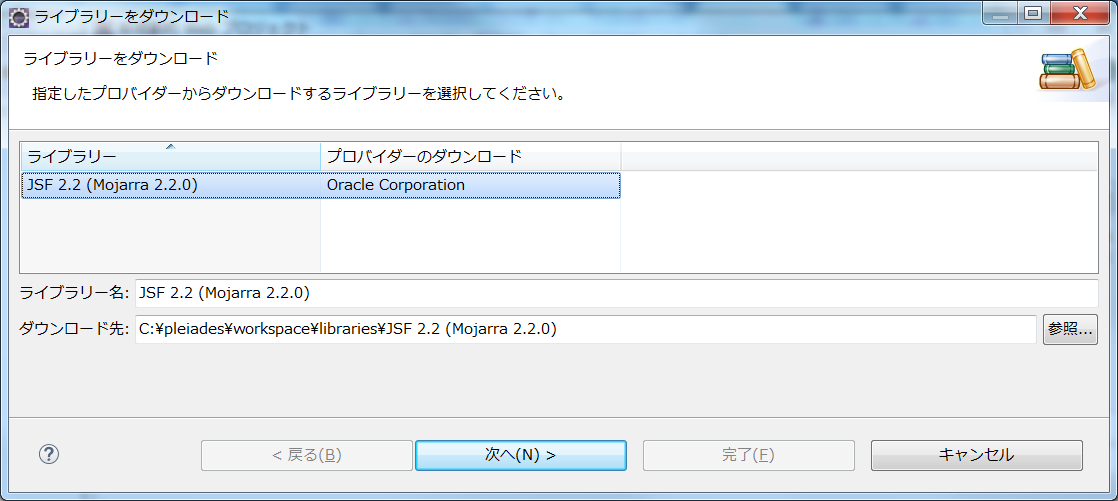 ライブラリーをダウンロード
ライブラリーをダウンロード
指定したプロバイダーからダウンロードするライブラリーを選択してください。
ライブラリー プロバイダーのダウンロード
JSF 2.2 (Mojarra 2.2.0) Oracle Corporation
ライブラリー名: JSF 2.2 (Mojarra 2.2.0)
ダウンロード先: C:¥pleiades¥workspace¥libraries¥JSF 2.2 (Mojarra 2.2.0) 参照...
< 戻る(B) 次へ(N) > 完了(F) キャンセル